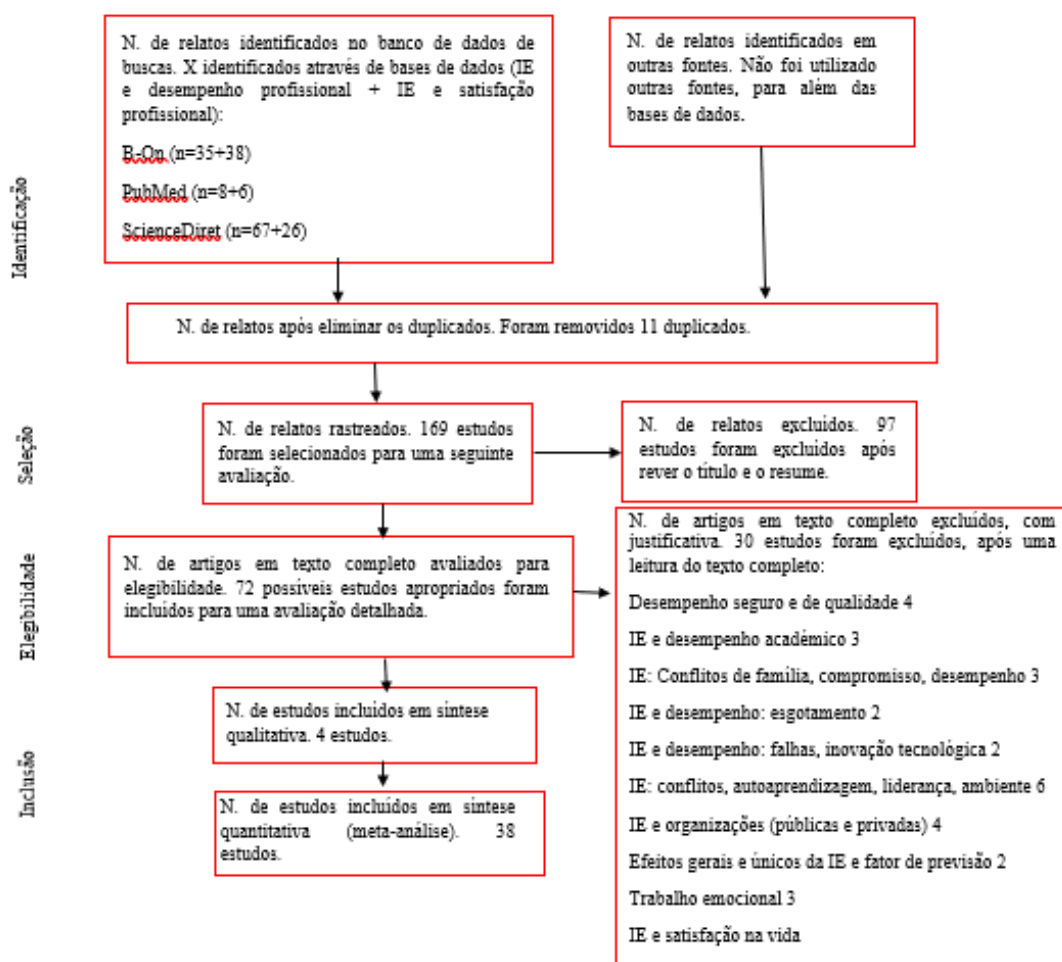 N. de relatos identificados no banco de dados de
buscas. X identificados através de bases de dados (IE
e desempenho profissional + IE e satisfação
profissional):
B-On (n=35+38)
PubMed (n=8+6)
ScienceDiret (n=67+26)
N. de relatos identificados em
outras fontes. Não foi utilizado
outras fontes, para além das
bases de dados.
Identificação
N. de relatos após eliminar os duplicados. Foram removidos 11 duplicados.
Seleção
N. de relatos rastreados. 169 estudos
foram selecionados para uma seguinte
avaliação.
N. de relatos excluídos. 97
estudos foram excluídos após
rever o título e o resume.
Elegibilidade
N. de artigos em texto completo avaliados para
elegibilidade. 72 possíveis estudos apropriados foram
incluídos para uma avaliação detalhada.
N. de artigos em texto completo excluídos, com
justificativa. 30 estudos foram excluídos, após uma
leitura do texto completo:
Desempenho seguro e de qualidade 4
IE e desempenho académico 3
IE: Conflitos de família, compromisso, desempenho 3
IE e desempenho: esgotamento 2
IE e desempenho: falhas, inovação tecnológica 2
IE: conflitos, autoaprendizagem, liderança, ambiente 6
IE e organizações (públicas e privadas) 4
Efeitos gerais e únicos da IE e fator de previsão 2
Trabalho emocional 3
IE e satisfação na vida
Inclusão
N. de estudos incluídos em síntese
qualitativa. 4 estudos.
N. de estudos incluídos em síntese
quantitativa (meta-análise). 38
estudos.